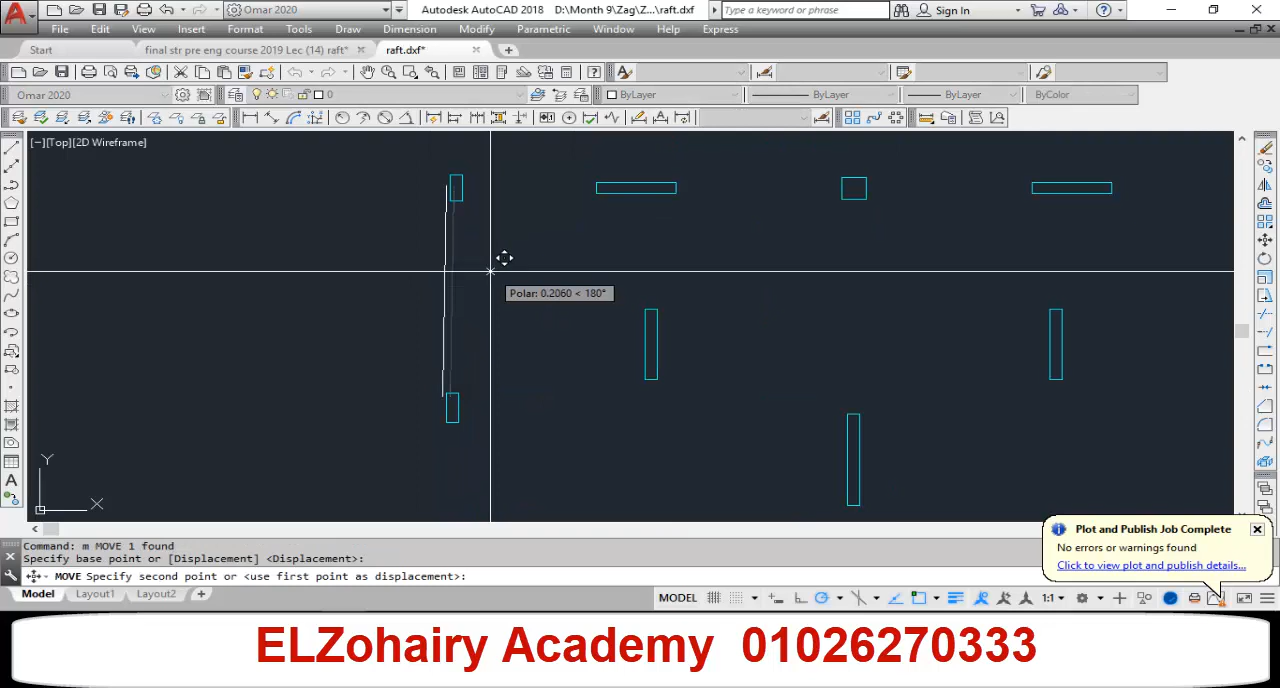 Omar 2020
Autodesk AutoCAD 2018 D:\Month 9\Zag\Z...\raft.dxf
Type a keyword or phrase
Sign In
File Edit View Insert Format Tools Draw Dimension Modify Parametric Window Help Express
Start
final str pre eng course 2019 Lec (14) raft*
raft.dxf*
Omar 2020
0
ByLayer
ByLayer
ByLayer
ByColor
[−][Top][2D Wireframe]
Polar: 0.2060 < 180°
Y
X
Plot and Publish Job Complete
No errors or warnings found
Click to view plot and publish details...
Command: m MOVE 1 found
Specify base point or [Displacement] <Displacement>:
MOVE Specify second point or <use first point as displacement>:
Model Layout1 Layout2
MODEL
1:1
ELZohairy Academy 01026270333